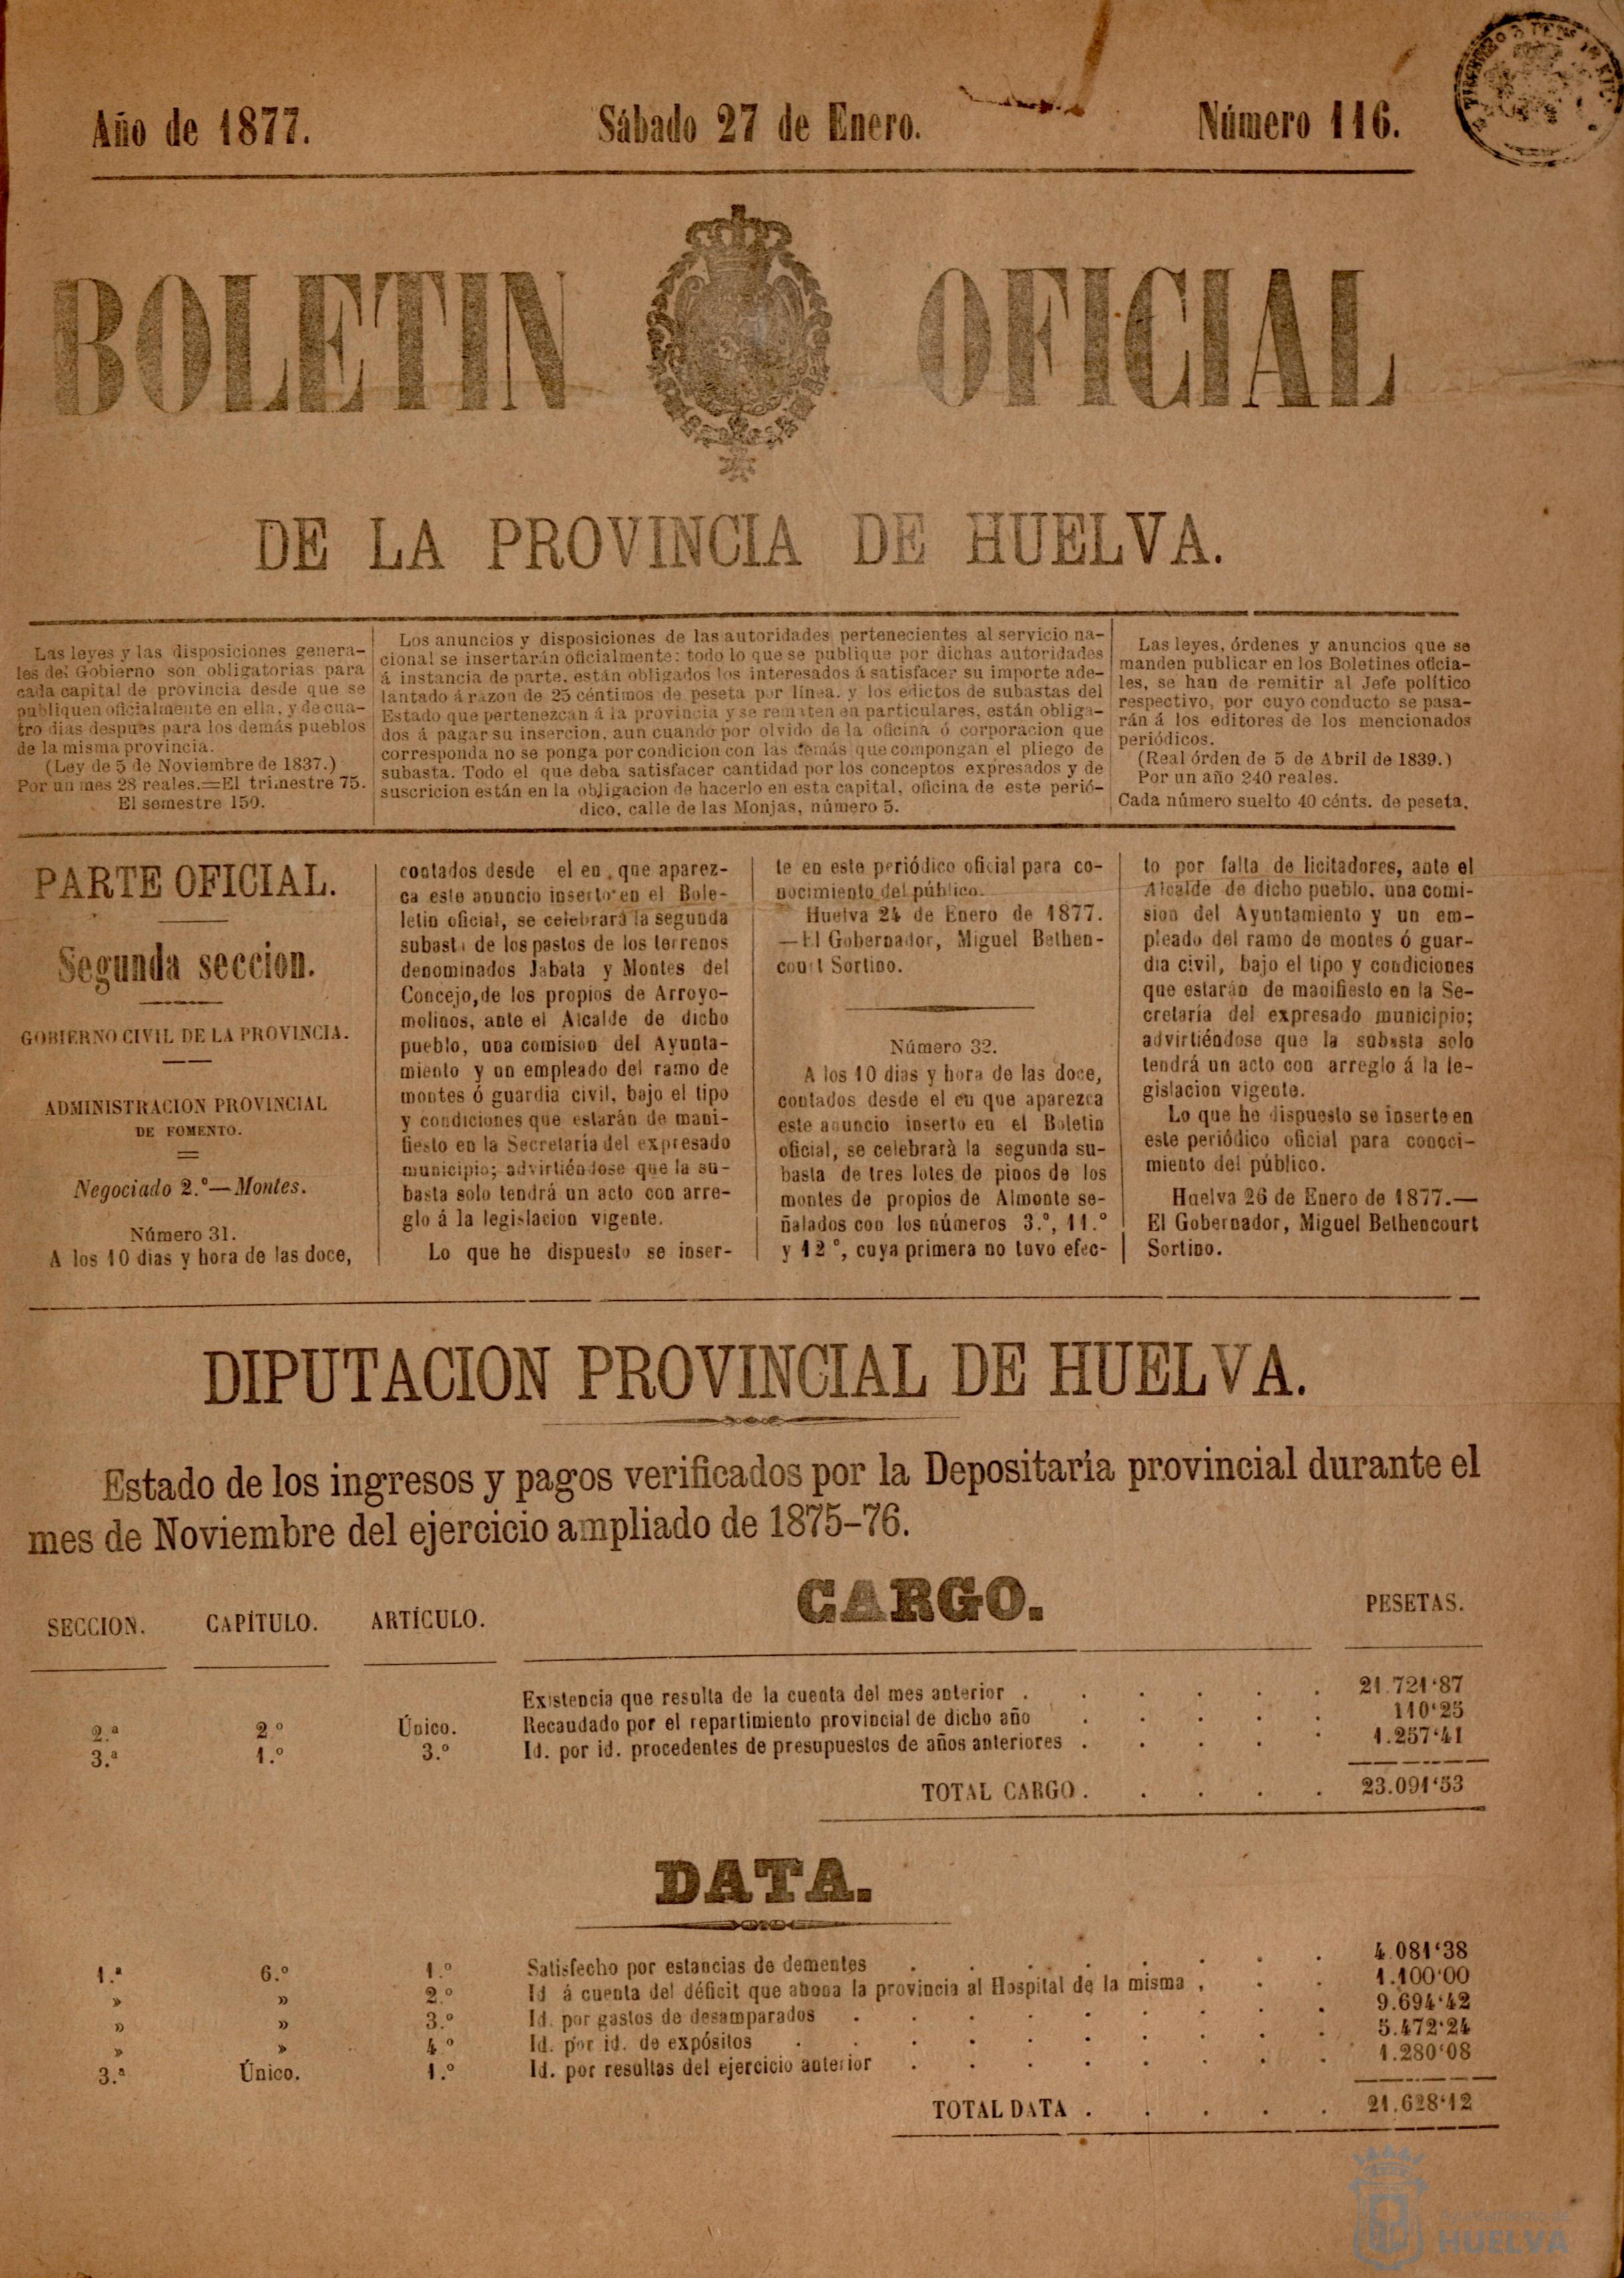 Año de 1877.
Sábado 27 de Enero.
Número 116.
BOLETIN OFICIAL
DE LA PROVINCIA DE HUELVA.
Las leyes y las disposiciones genera-
les del Gobierno son obligatorias para
cada capital de provincia desde que se
publiquen oficialmente en ella, y de cua-
tro dias despues para los demás pueblos
de la misma provincia.
(Ley de 5 de Noviembre de 1837.)
Por un mes 28 reales.=El trimestre 75.
El semestre 150.
Los anuncios y disposiciones de las autoridades pertenecientes al servicio na-
cional se insertarán oficialmente: todo lo que se publique por dichas autoridades
á instancia de parte, están obligados los interesados á satisfacer su importe ade-
lantado á razon de 25 céntimos de peseta por línea, y los edictos de subastas del
Estado que pertenezcan á la provincia y se rematen en particulares, están obliga-
dos á pagar su insercion, aun cuando por olvido de la oficina ó corporacion que
corresponda no se ponga por condicion con las demás que compongan el pliego de
subasta. Todo el que deba satisfacer cantidad por los conceptos expresados y de
suscricion están en la obligacion de hacerlo en esta capital, oficina de este perió-
dico, calle de las Monjas, número 5.
Las leyes, órdenes y anuncios que se
manden publicar en los Boletines oficia-
les, se han de remitir al Jefe político
respectivo, por cuyo conducto se pasa-
rán á los editores de los mencionados
periódicos.
(Real órden de 5 de Abril de 1839.)
Por un año 240 reales.
Cada número suelto 40 cénts. de peseta.
PARTE OFICIAL.
Segunda seccion.
GOBIERNO CIVIL DE LA PROVINCIA.
ADMINISTRACION PROVINCIAL
DE FOMENTO.
Negociado 2.º—Montes.
Número 31.
A los 10 dias y hora de las doce,
contados desde el en que aparez-
ca este anuncio inserto en el Bole-
letin oficial, se celebrará la segunda
subasta de los pastos de los terrenos
denominados Jabata y Montes del
Concejo, de los propios de Arroyo-
molinos, ante el Alcalde de dicho
pueblo, una comision del Ayunta-
miento y un empleado del ramo de
montes ó guardia civil, bajo el tipo
y condiciones que estarán de mani-
fiesto en la Secretaría del expresado
municipio; advirtiéndose que la su-
basta solo tendrá un acto con arre-
glo á la legislacion vigente.
Lo que he dispuesto se inser-
te en este periódico oficial para co-
nocimiento del público.
Huelva 24 de Enero de 1877.
—El Gobernador, Miguel Bethen-
court Sortino.
Número 32.
A los 10 dias y hora de las doce,
contados desde el en que aparezca
este anuncio inserto en el Boletin
oficial, se celebrarà la segunda su-
basta de tres lotes de pinos de los
montes de propios de Almonte se-
ñalados con los números 3.º, 11.º
y 12º, cuya primera no tuvo efec-
to por falta de licitadores, ante el
Alcalde de dicho pueblo, una comi-
sion del Ayuntamiento y un em-
pleado del ramo de montes ó guar-
dia civil, bajo el tipo y condiciones
que estarán de manifiesto en la Se-
cretaría del expresado municipio;
advirtiéndose que la subasta solo
tendrá un acto con arreglo á la le-
gislacion vigente.
Lo que he dispuesto se inserte en
este periódico oficial para conoci-
miento del público.
Huelva 26 de Enero de 1877.—
El Gobernador, Miguel Bethencourt
Sortino.
DIPUTACION PROVINCIAL DE HUELVA.
Estado de los ingresos y pagos verificados por la Depositaría provincial durante el
mes de Noviembre del ejercicio ampliado de 1875-76.
CARGO.
SECCION. CAPÍTULO. ARTÍCULO. PESETAS.
Existencia que resulta de la cuenta del mes anterior . . . . . . 21.721‘87
2.ª 2º Único. Recaudado por el repartimiento provincial de dicho año . . . . . 110‘25
3.ª 1.º 3.º Id. por id. procedentes de presupuestos de años anteriores . . . . . 1.257‘41
TOTAL CARGO . . . . . 23.091‘53
DATA.
1.ª 6.º 1.º Satisfecho por estancias de dementes . . . . . . . . 4.081‘38
» » 2.º Id á cuenta del déficit que abona la provincia al Hospital de la misma . . . 1.100‘00
» » 3.º Id. por gastos de desamparados . . . . . . . . . 9.694‘42
» » 4.º Id. por id. de expósitos . . . . . . . . . . 5.472‘24
3.ª Único. 1.º Id. por resultas del ejercicio anterior . . . . . . . . 1.280‘08
TOTAL DATA . . . . . 21.628‘12
HUELVA